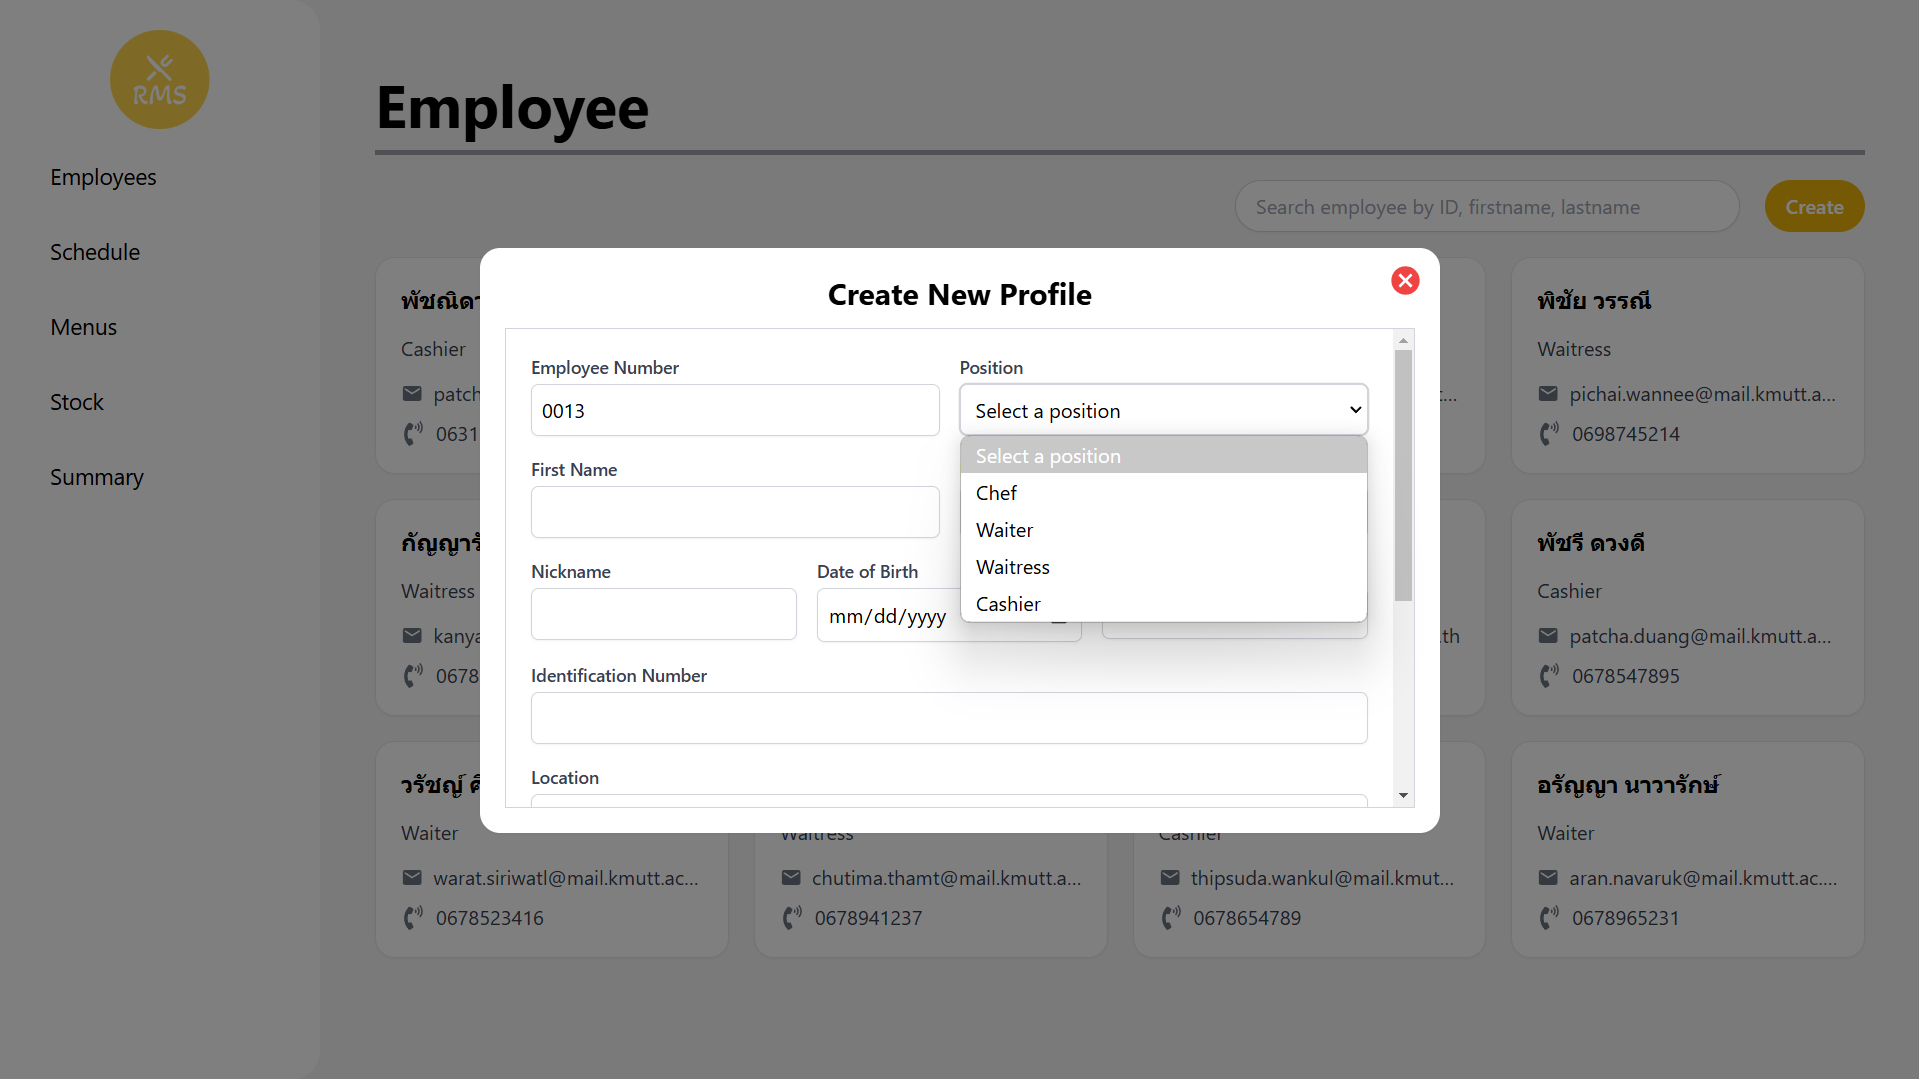 RMS
Employees
Schedule
Menus
Stock
Summary
Employee
Search employee by ID, firstname, lastname
Create
พัชณิดา
Cashier
patch
0631
t...
พิชัย วรรณี
Waitress
pichai.wannee@mail.kmutt.a...
0698745214
Create New Profile
Employee Number
0013
Position
Select a position
Select a position
Chef
Waiter
Waitress
Cashier
First Name
Nickname
Date of Birth
mm/dd/yyyy
Identification Number
Location
Waitress
kanya
0678
.th
พัชรี ดวงดี
Cashier
patcha.duang@mail.kmutt.a...
0678547895
วรัชญ์
Waiter
warat.siriwatl@mail.kmutt.ac...
0678523416
Waitress
chutima.thamt@mail.kmutt.a...
0678941237
Cashier
thipsuda.wankul@mail.kmut...
0678654789
อรัญญา นาวารักษ์
Waiter
aran.navaruk@mail.kmutt.ac....
0678965231